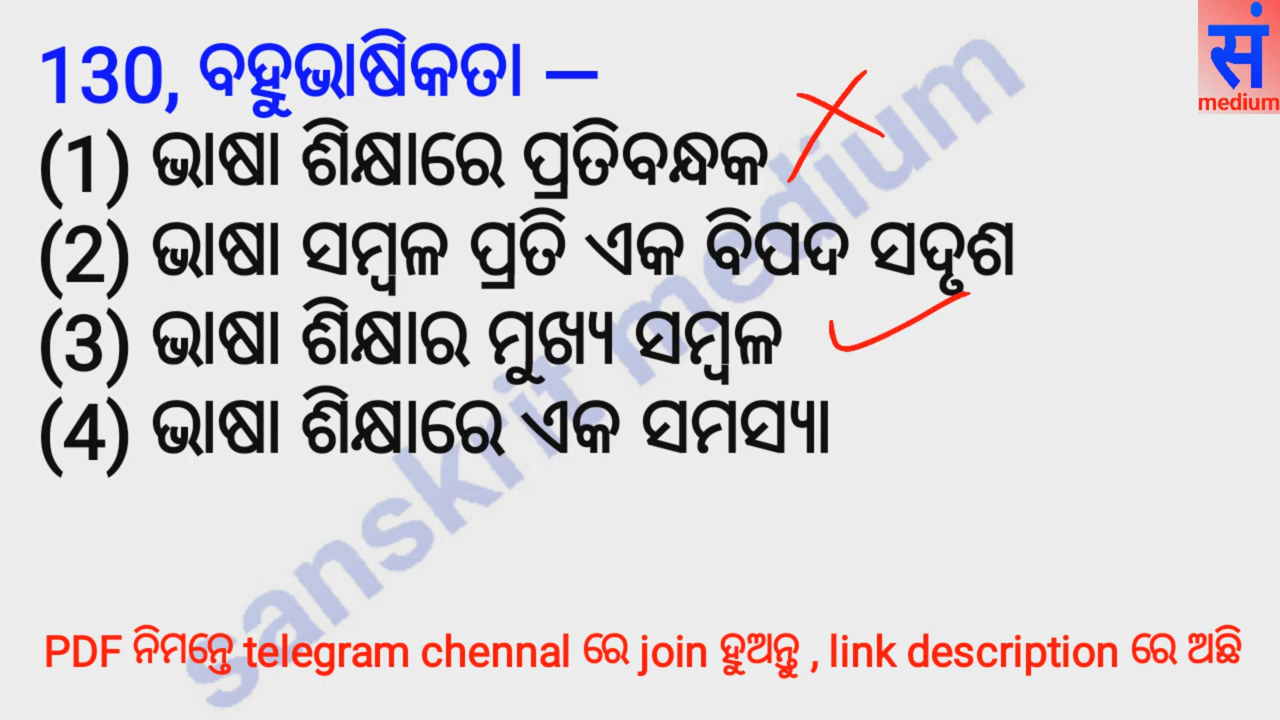 सं
medium
130, ବହୁଭାଷିକତା —
(1) ଭାଷା ଶିକ୍ଷାରେ ପ୍ରତିବନ୍ଧକ
(2) ଭାଷା ସମ୍ବଳ ପ୍ରତି ଏକ ବିପଦ ସଦୃଶ
(3) ଭାଷା ଶିକ୍ଷାର ମୁଖ୍ୟ ସମ୍ବଳ
(4) ଭାଷା ଶିକ୍ଷାରେ ଏକ ସମସ୍ୟା
sanskrit medium
PDF ନିମନ୍ତେ telegram chennal ରେ join ହୁଅନ୍ତୁ , link description ରେ ଅଛି